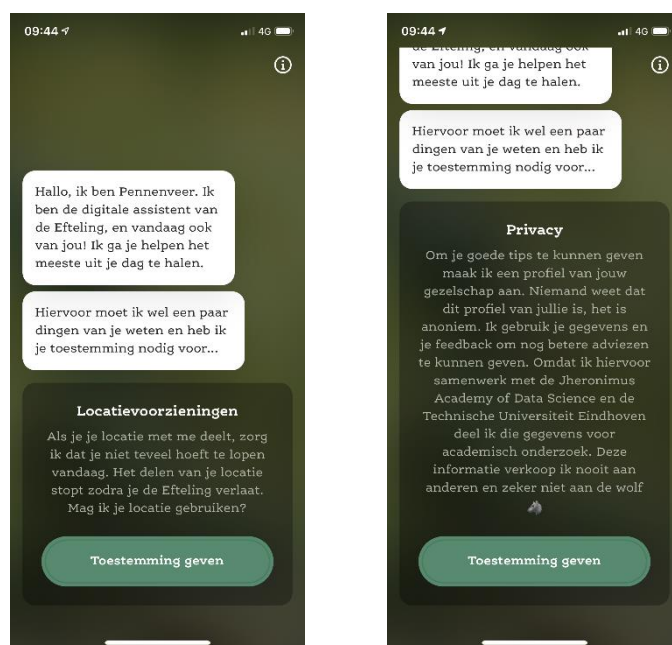 09:44
4G
Hallo, ik ben Pennenveer. Ik
ben de digitale assistent van
de Efteling, en vandaag ook
van jou! Ik ga je helpen het
meeste uit je dag te halen.
Hiervoor moet ik wel een paar
dingen van je weten en heb ik
je toestemming nodig voor...
Locatievoorzieningen
Als je je locatie met me deelt, zorg
ik dat je niet teveel hoeft te lopen
vandaag. Het delen van je locatie
stopt zodra je de Efteling verlaat.
Mag ik je locatie gebruiken?
Toestemming geven
09:44
4G
de Efteling, en vandaag ook
van jou! Ik ga je helpen het
meeste uit je dag te halen.
Hiervoor moet ik wel een paar
dingen van je weten en heb ik
je toestemming nodig voor...
Privacy
Om je goede tips te kunnen geven
maak ik een profiel van jouw
gezelschap aan. Niemand weet dat
dit profiel van jullie is, het is
anoniem. Ik gebruik je gegevens en
je feedback om nog betere adviezen
te kunnen geven. Omdat ik hiervoor
samenwerk met de Jheronimus
Academy of Data Science en de
Technische Universiteit Eindhoven
deel ik die gegevens voor
academisch onderzoek. Deze
informatie verkoop ik nooit aan
anderen en zeker niet aan de wolf
Toestemming geven